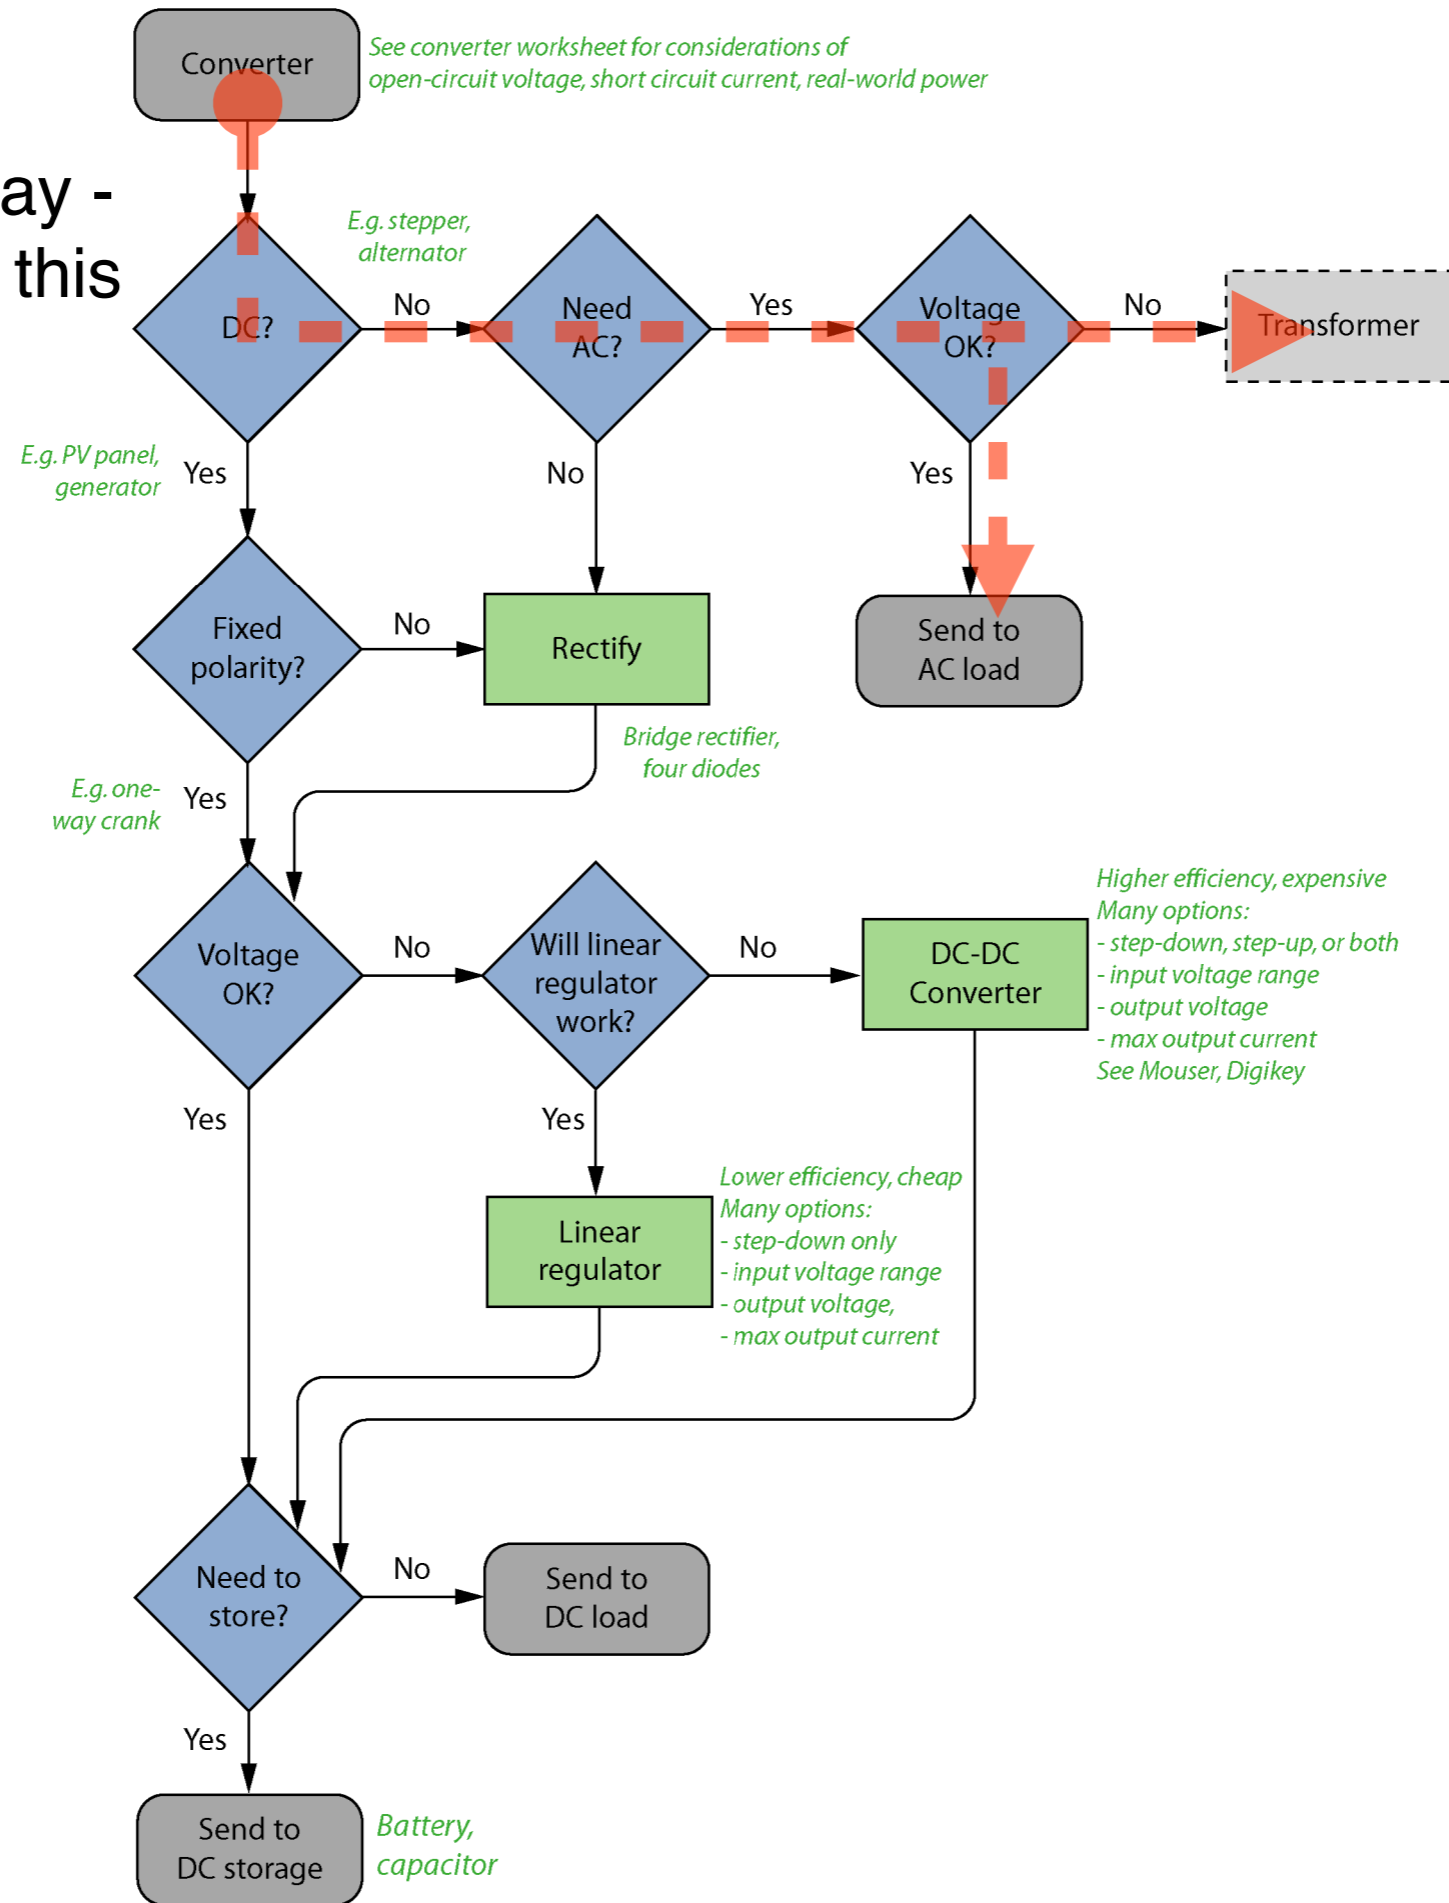 Converter
See converter worksheet for considerations of
open-circuit voltage, short circuit current, real-world power
ay -
this
E.g. stepper,
alternator
DC?
No
Need
AC?
Yes
Voltage
OK?
No
Transformer
E.g. PV panel,
generator
Yes
No
Yes
Fixed
polarity?
No
Rectify
Send to
AC load
Bridge rectifier,
four diodes
E.g. one-
way crank
Yes
Voltage
OK?
No
Will linear
regulator
work?
No
DC-DC
Converter
Higher efficiency, expensive
Many options:
- step-down, step-up, or both
- input voltage range
- output voltage
- max output current
See Mouser, Digikey
Yes
Yes
Linear
regulator
Lower efficiency, cheap
Many options:
- step-down only
- input voltage range
- output voltage,
- max output current
Need to
store?
No
Send to
DC load
Yes
Send to
DC storage
Battery,
capacitor